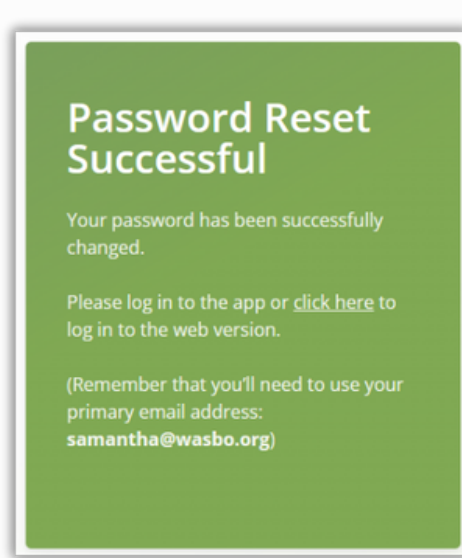 Password Reset
Successful
Your password has been successfully
changed.
Please log in to the app or click here to
log in to the web version.
(Remember that you'll need to use your
primary email address:
samantha@wasbo.org)